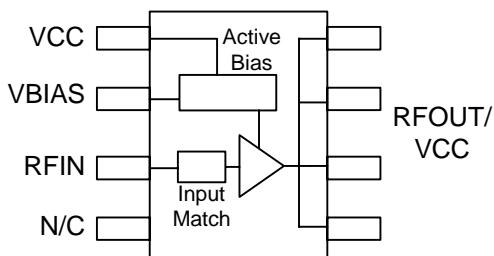 VCC
Active
Bias
VBIAS
RFOUT/
VCC
RFIN
Input
Match
N/C